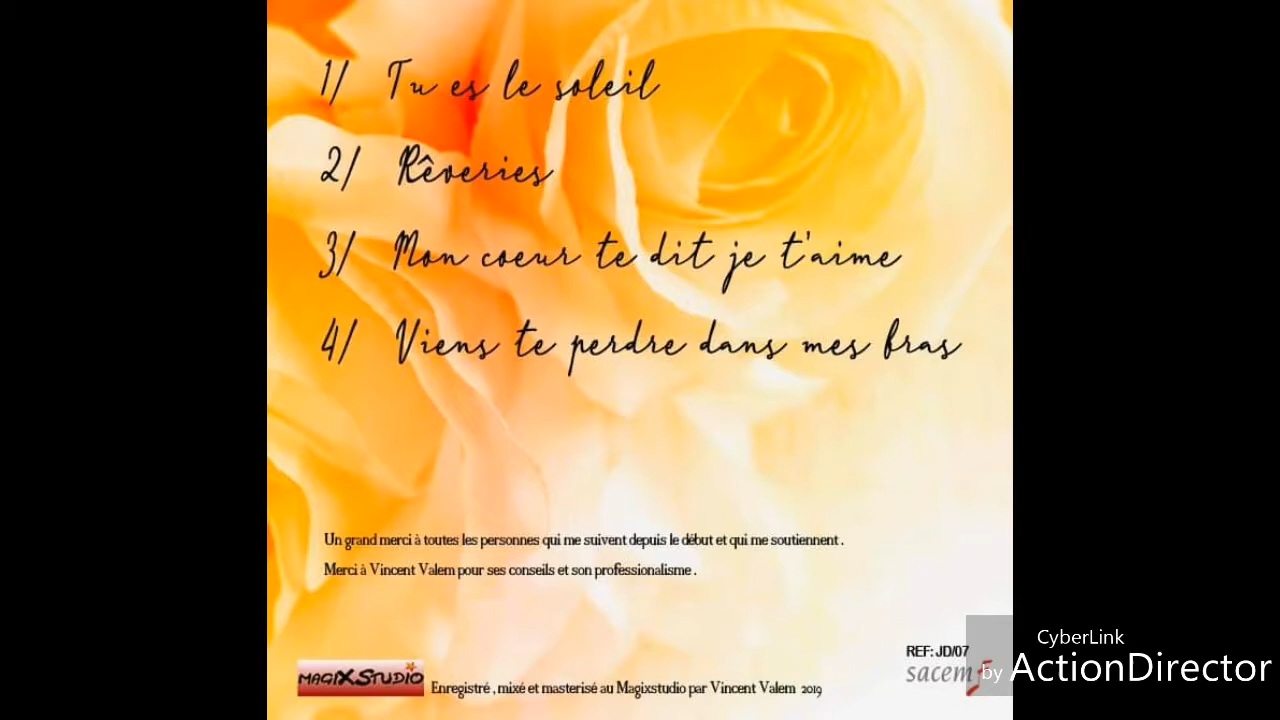 1/ Tu es le soleil
2/ Rêveries
3/ Mon coeur te dit je t'aime
4/ Viens te perdre dans mes bras
Un grand merci à toutes les personnes qui me suivent depuis le début et qui me soutiennent .
Merci à Vincent Valem pour ses conseils et son professionalisme .
MAGIXSTUDIO
Enregistré , mixé et masterisé au Magixstudio par Vincent Valem 2019
REF: JD/07
sacem
CyberLink
by ActionDirector